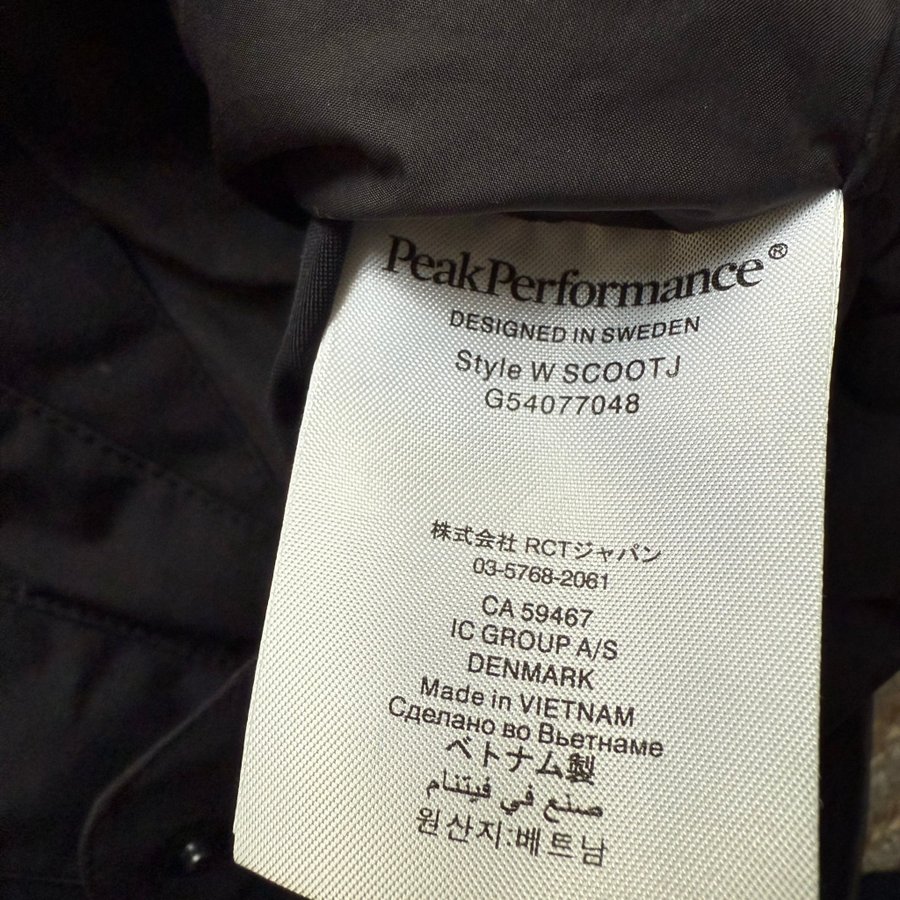 PeakPerformance®
DESIGNED IN SWEDEN
Style W SCOOTJ
G54077048
株式会社 RCTジャパン
03-5768-2061
CA 59467
IC GROUP A/S
DENMARK
Made in VIETNAM
Сделано во Вьетнаме
ベトナム製
صنع في فيتنام
원산지:베트남